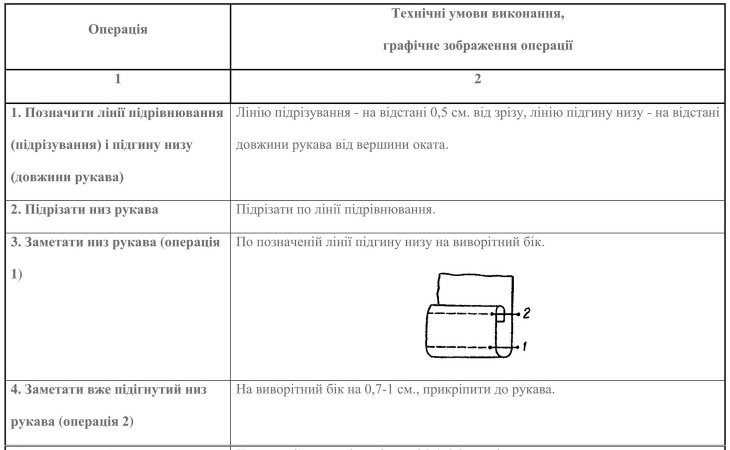 Операція
Технічні умови виконання,
графічне зображення операції
1
2
1. Позначити лінії підрівнювання
(підрізування) і підгину низу
(довжини рукава)
Лінію підрізування - на відстані 0,5 см. від зрізу, лінію підгину низу - на відстані
довжини рукава від вершини оката.
2. Підрізати низ рукава
Підрізати по лінії підрівнювання.
3. Заметати низ рукава (операція
1)
По позначеній лінії підгину низу на виворітний бік.
2
1
4. Заметати вже підігнутий низ
рукава (операція 2)
На виворітний бік на 0,7-1 см., прикріпити до рукава.